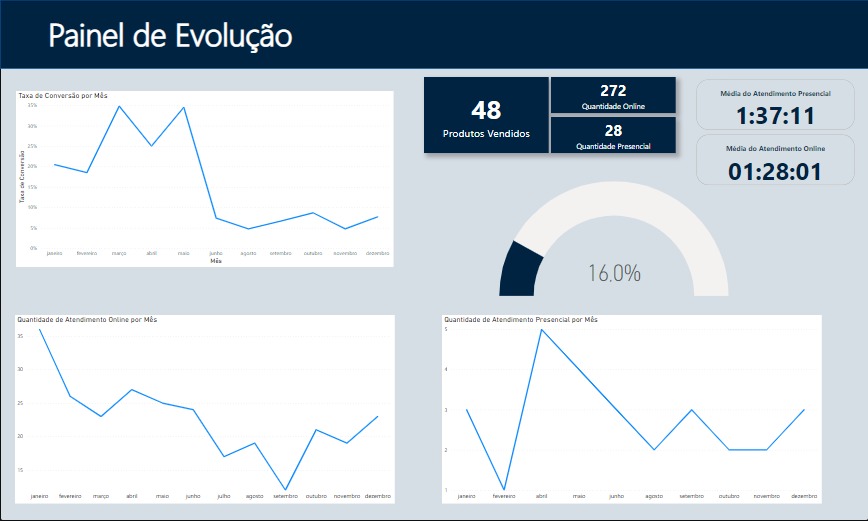 Painel de Evolução
Taxa de Conversão por Mês
Taxa de Conversão
35%
30%
25%
20%
15%
10%
5%
0%
janeiro fevereiro março abril maio junho agosto setembro outubro novembro dezembro
Mês
48
Produtos Vendidos
272
Quantidade Online
28
Quantidade Presencial
Média do Atendimento Presencial
1:37:11
Média do Atendimento Online
01:28:01
16,0%
Quantidade de Atendimento Online por Mês
35
30
25
20
15
janeiro fevereiro março abril maio junho julho agosto setembro outubro novembro dezembro
Quantidade de Atendimento Presencial por Mês
5
4
3
2
1
janeiro fevereiro abril maio junho agosto setembro outubro novembro dezembro